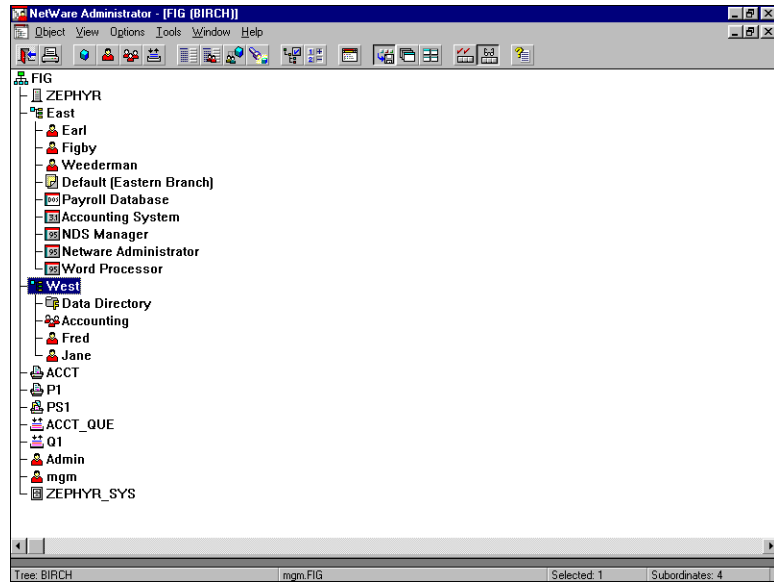 NetWare Administrator - [FIG (BIRCH)]
Object View Options Tools Window Help
FIG
ZEPHYR
East
Earl
Figby
Weederman
Default (Eastern Branch)
Payroll Database
Accounting System
NDS Manager
Netware Administrator
Word Processor
West
Data Directory
Accounting
Fred
Jane
ACCT
P1
PS1
ACCT_QUE
Q1
Admin
mgm
ZEPHYR_SYS
Tree: BIRCH mgm.FIG Selected: 1 Subordinates: 4